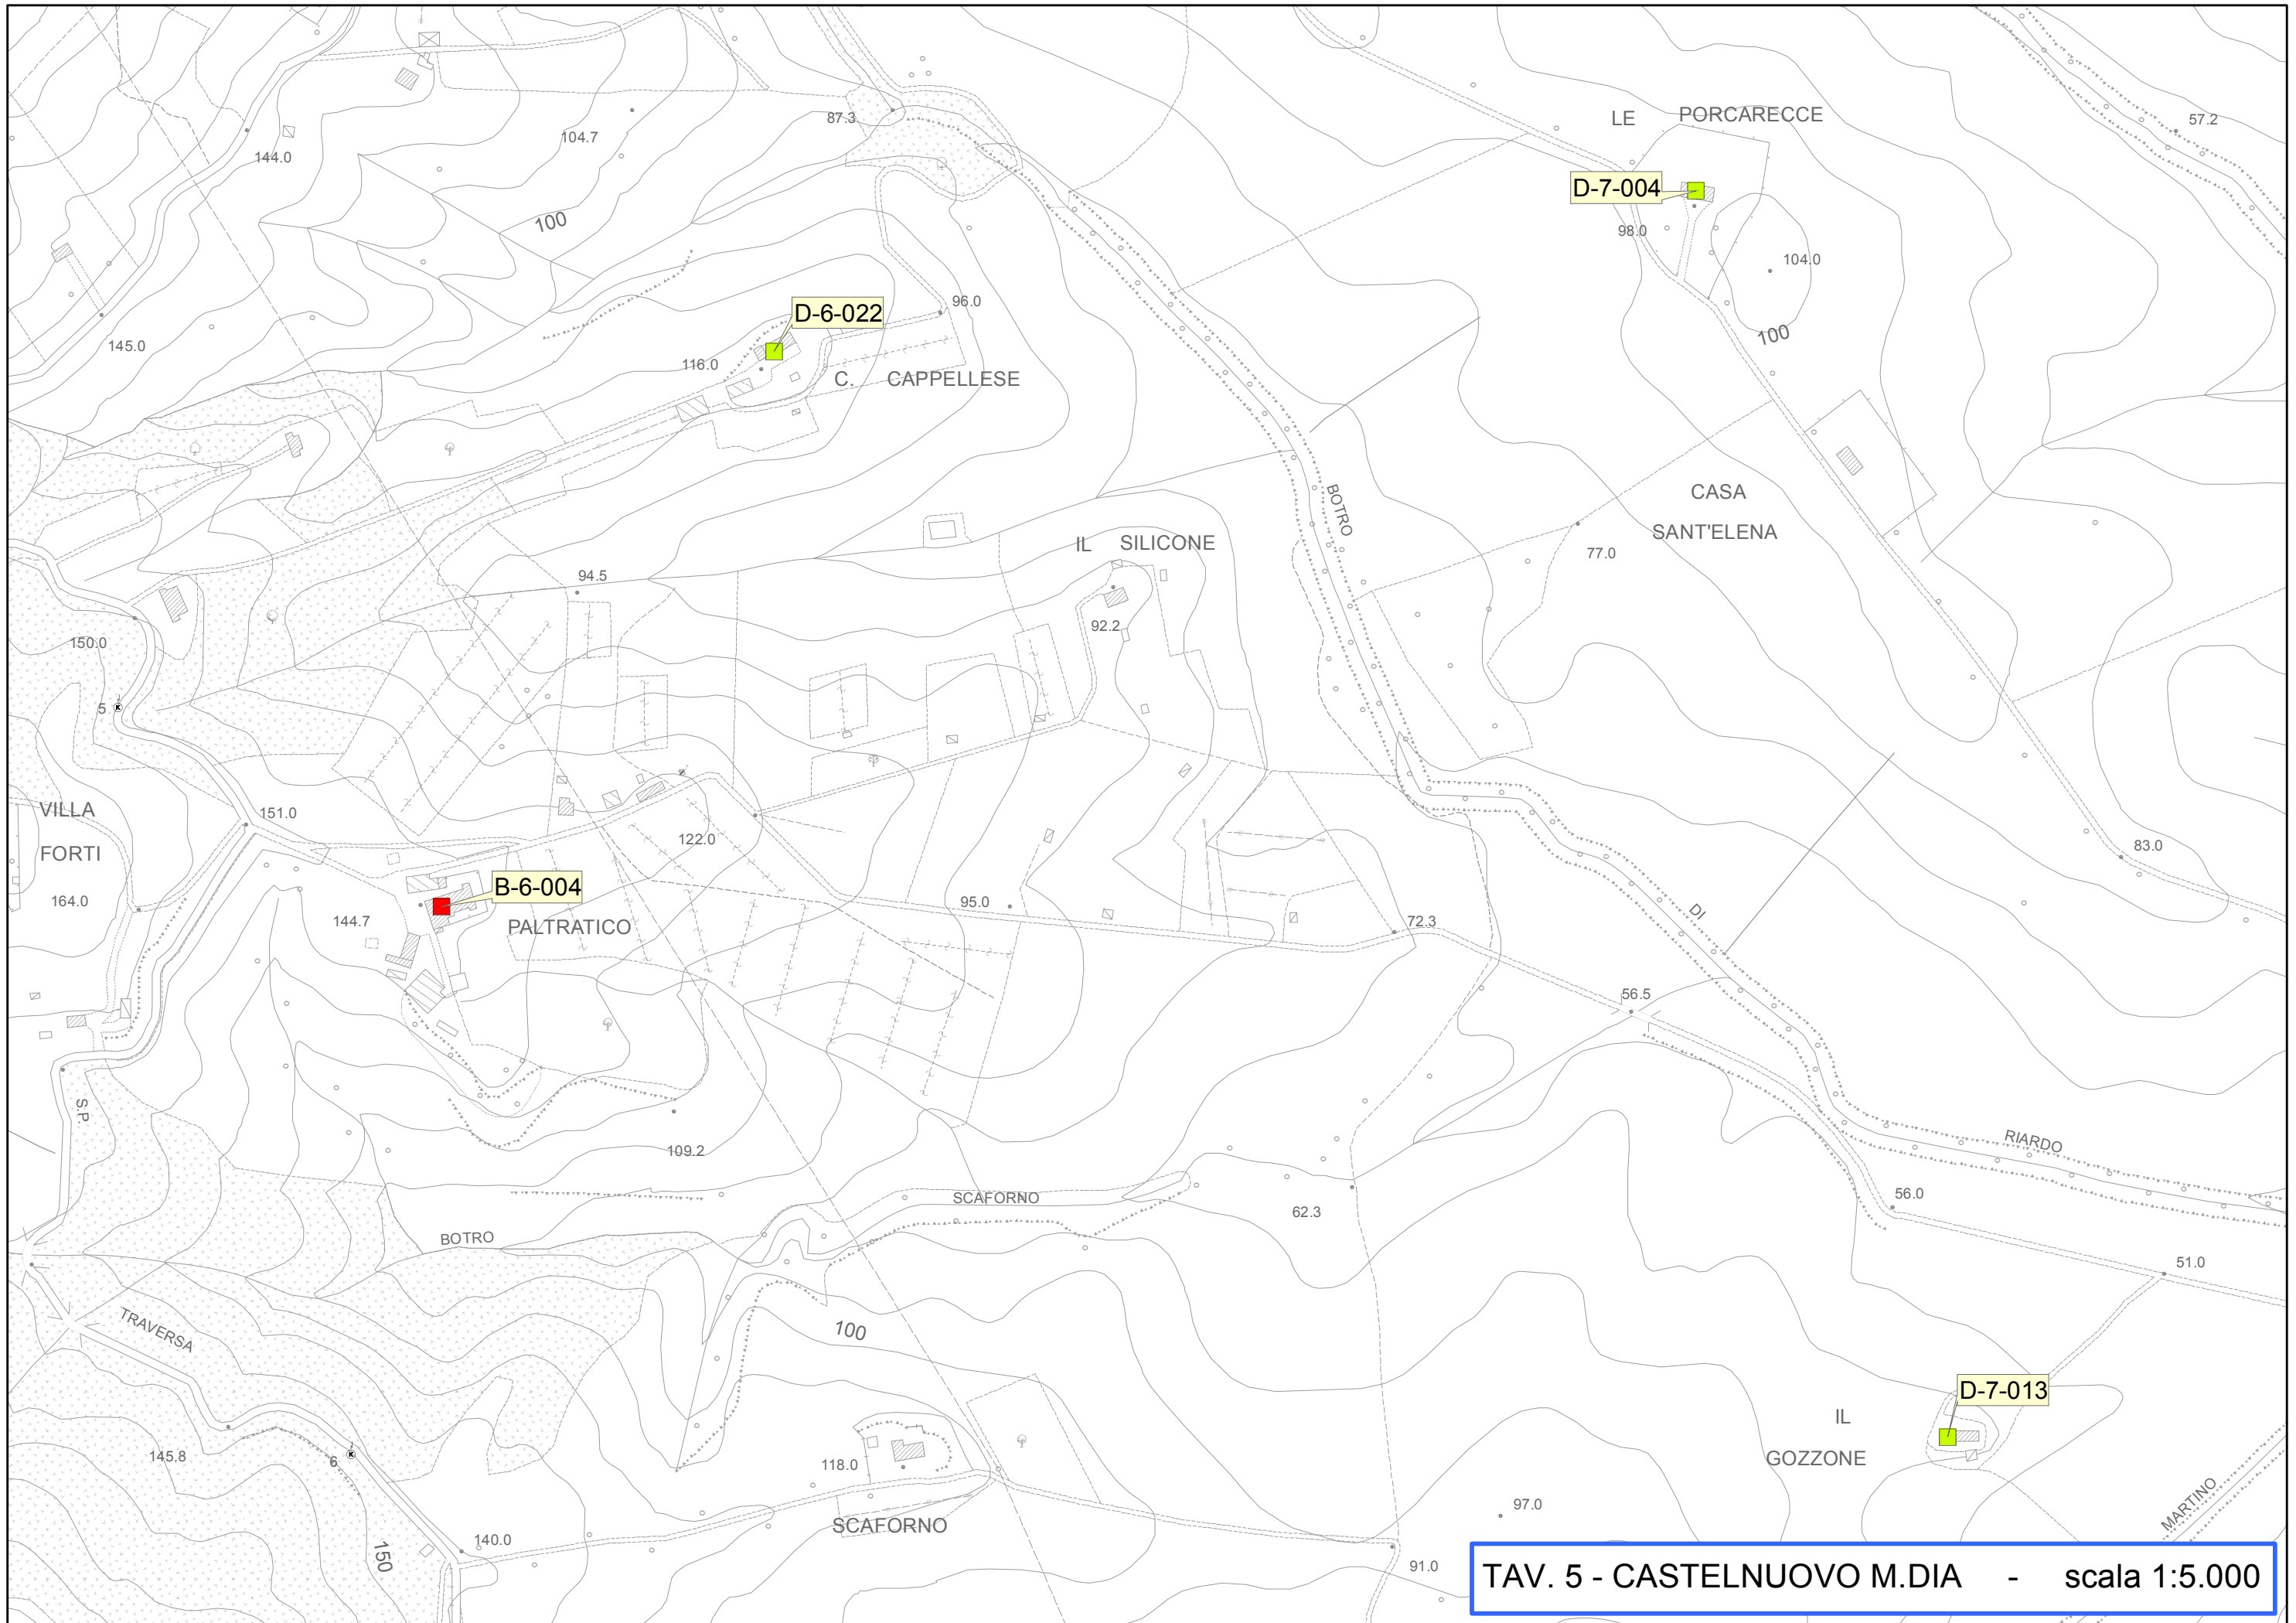 87.3
104.7
144.0
LE PORCARECCE
57.2
D-7-004
100
98.0
104.0
D-6-022
96.0
145.0
116.0
100
C. CAPPELLESE
CASA
SANT'ELENA
BOTRO
IL SILICONE
77.0
94.5
92.2
150.0
5
VILLA
FORTI
151.0
122.0
83.0
164.0
B-6-004
144.7
PALTRATICO
95.0
72.3
DI
56.5
S.P.
109.2
RIARDO
SCAFORNO
62.3
56.0
BOTRO
51.0
TRAVERSA
100
D-7-013
IL
GOZZONE
145.8
6
118.0
97.0
MARTINO
SCAFORNO
140.0
150
91.0
TAV. 5 - CASTELNUOVO M.DIA - scala 1:5.000